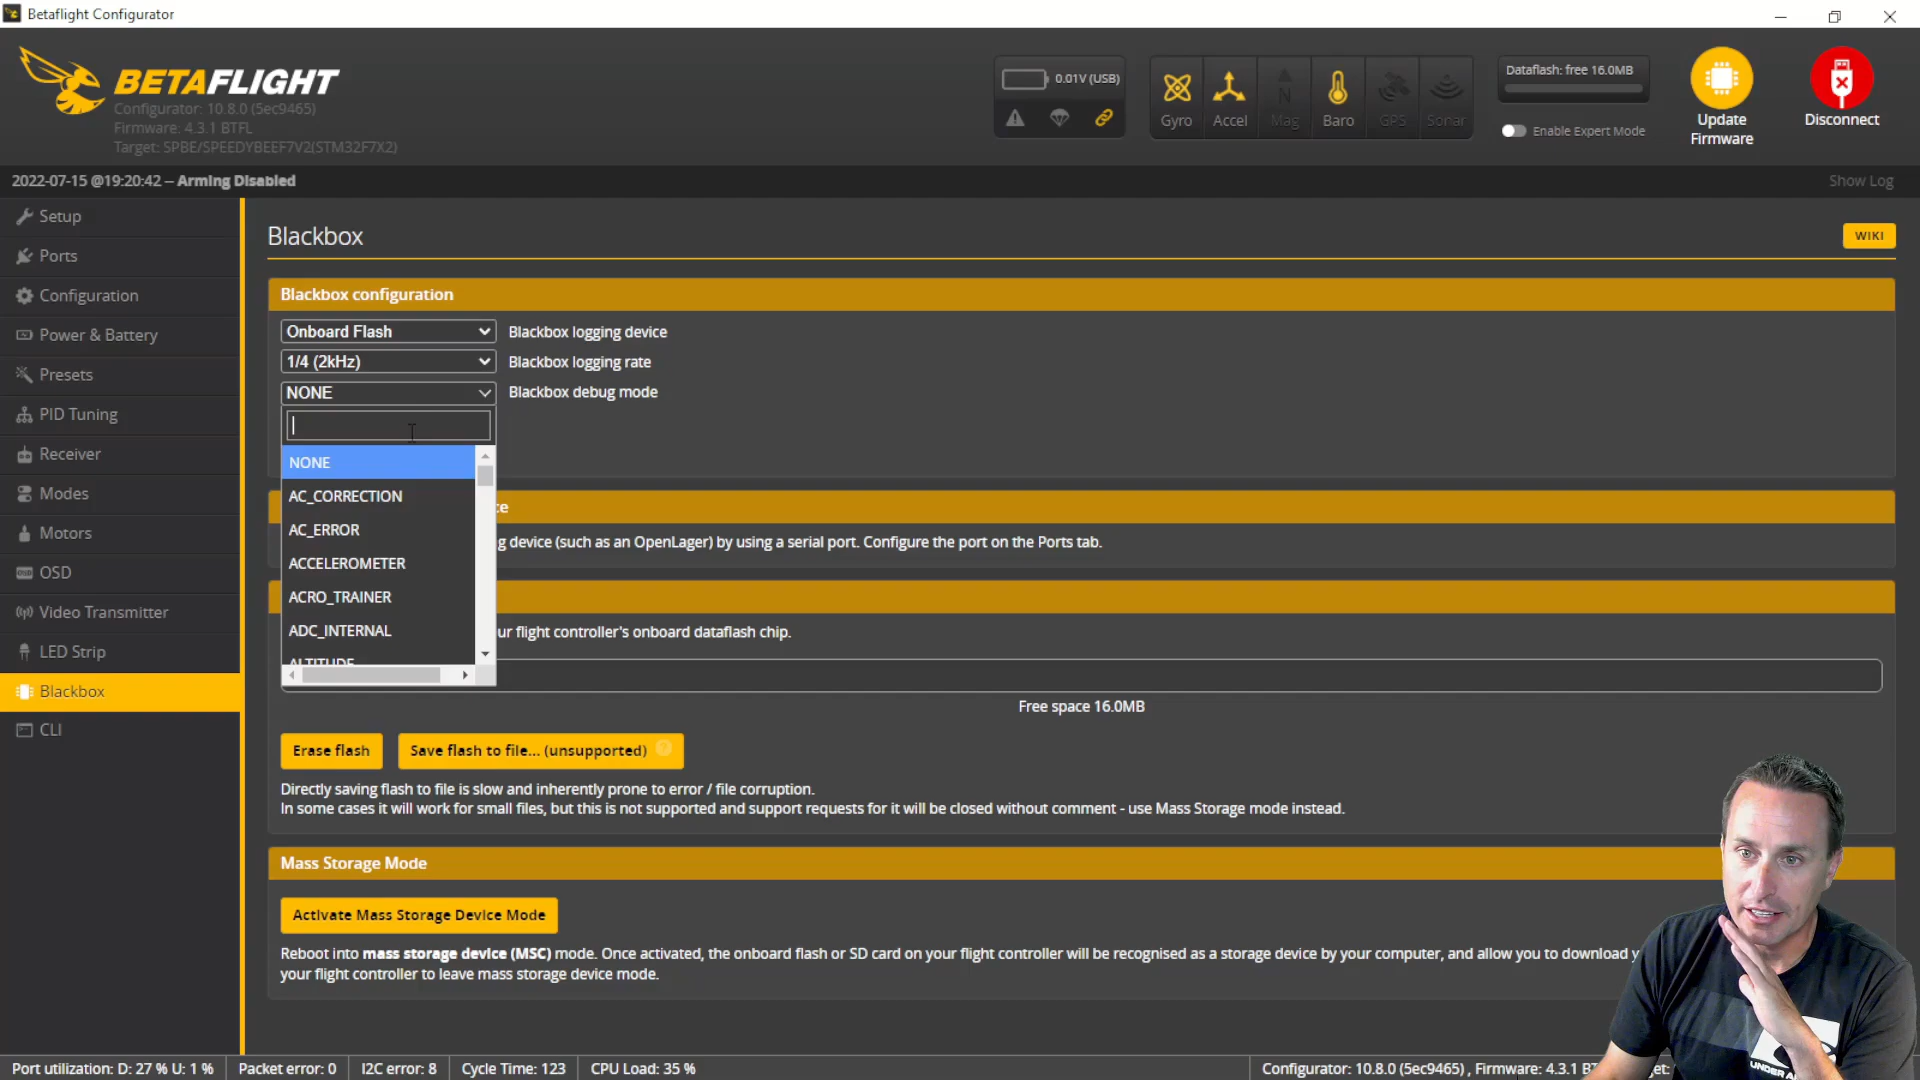 Betaflight Configurator
BETAFLIGHT
Configurator: 10.8.0 (5ec9465)
Firmware: 4.3.1 BTFL
Target: SPBE/SPEEDYBEEF7V2(STM32F7X2)
0.01V (USB)
Gyro
Accel
Mag
Baro
GPS
Sonar
Dataflash: free 16.0MB
Enable Expert Mode
Update
Firmware
Disconnect
2022-07-15 @19:20:42 – Arming Disabled
Show Log
Setup
Ports
Configuration
Power & Battery
Presets
PID Tuning
Receiver
Modes
Motors
OSD
Video Transmitter
LED Strip
Blackbox
CLI
Blackbox
WIKI
Blackbox configuration
Onboard Flash
Blackbox logging device
1/4 (2kHz)
Blackbox logging rate
NONE
Blackbox debug mode
NONE
AC_CORRECTION
AC_ERROR
ACCELEROMETER
ACRO_TRAINER
ADC_INTERNAL
ALTITUDE
g device (such as an OpenLager) by using a serial port. Configure the port on the Ports tab.
ur flight controller's onboard dataflash chip.
Free space 16.0MB
Erase flash
Save flash to file... (unsupported)
Directly saving flash to file is slow and inherently prone to error / file corruption.
In some cases it will work for small files, but this is not supported and support requests for it will be closed without comment - use Mass Storage mode instead.
Mass Storage Mode
Activate Mass Storage Device Mode
Reboot into mass storage device (MSC) mode. Once activated, the onboard flash or SD card on your flight controller will be recognised as a storage device by your computer, and allow you to download
your flight controller to leave mass storage device mode.
Port utilization: D: 27 % U: 1 %
Packet error: 0
I2C error: 8
Cycle Time: 123
CPU Load: 35 %
Configurator: 10.8.0 (5ec9465) , Firmware: 4.3.1
UNDER